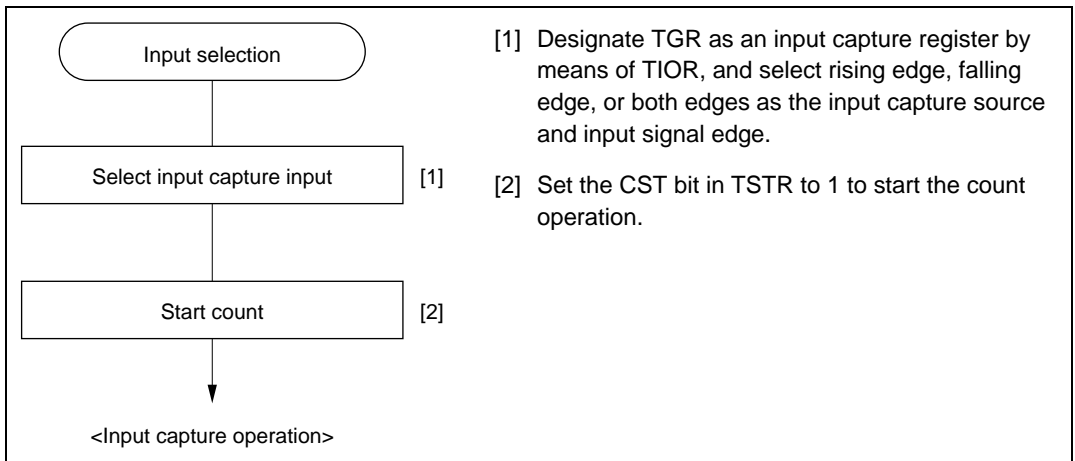 Input selection
Select input capture input [1]
Start count [2]
<Input capture operation>
[1] Designate TGR as an input capture register by
means of TIOR, and select rising edge, falling
edge, or both edges as the input capture source
and input signal edge.
[2] Set the CST bit in TSTR to 1 to start the count
operation.